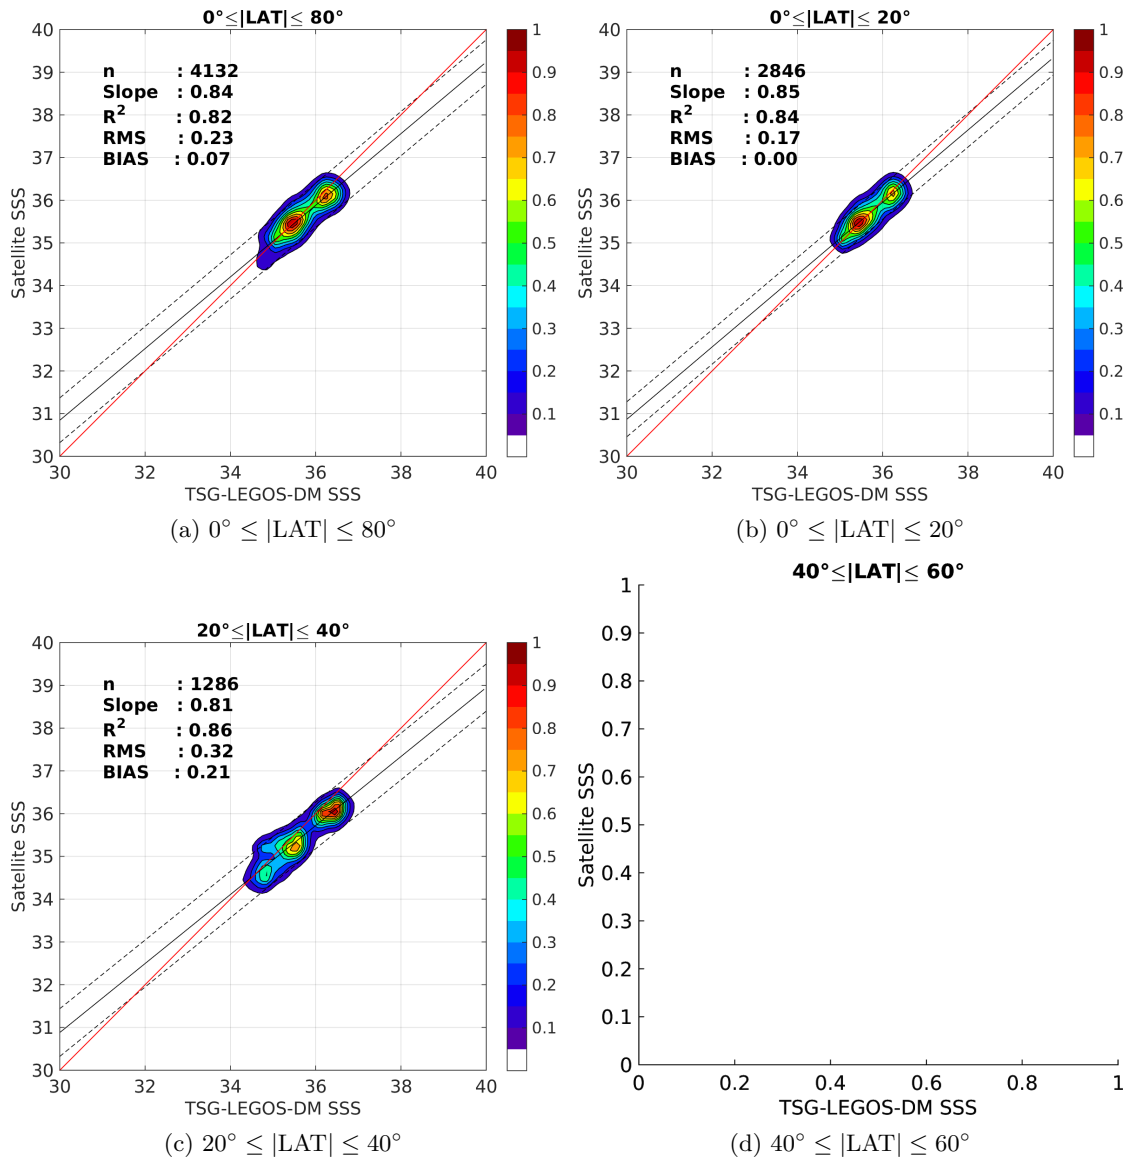 0°≤|LAT|≤ 80°
40
39
38
37
36
35
34
33
32
31
30
30 32 34 36 38 40
Satellite SSS
TSG-LEGOS-DM SSS
n : 4132
Slope : 0.84
R² : 0.82
RMS : 0.23
BIAS : 0.07
1
0.9
0.8
0.7
0.6
0.5
0.4
0.3
0.2
0.1
(a) 0° ≤ |LAT| ≤ 80°
0°≤|LAT|≤ 20°
40
39
38
37
36
35
34
33
32
31
30
30 32 34 36 38 40
Satellite SSS
TSG-LEGOS-DM SSS
n : 2846
Slope : 0.85
R² : 0.84
RMS : 0.17
BIAS : 0.00
1
0.9
0.8
0.7
0.6
0.5
0.4
0.3
0.2
0.1
(b) 0° ≤ |LAT| ≤ 20°
20°≤|LAT|≤ 40°
40
39
38
37
36
35
34
33
32
31
30
30 32 34 36 38 40
Satellite SSS
TSG-LEGOS-DM SSS
n : 1286
Slope : 0.81
R² : 0.86
RMS : 0.32
BIAS : 0.21
1
0.9
0.8
0.7
0.6
0.5
0.4
0.3
0.2
0.1
(c) 20° ≤ |LAT| ≤ 40°
40°≤|LAT|≤ 60°
1
0.9
0.8
0.7
0.6
0.5
0.4
0.3
0.2
0.1
0
0 0.2 0.4 0.6 0.8 1
Satellite SSS
TSG-LEGOS-DM SSS
(d) 40° ≤ |LAT| ≤ 60°